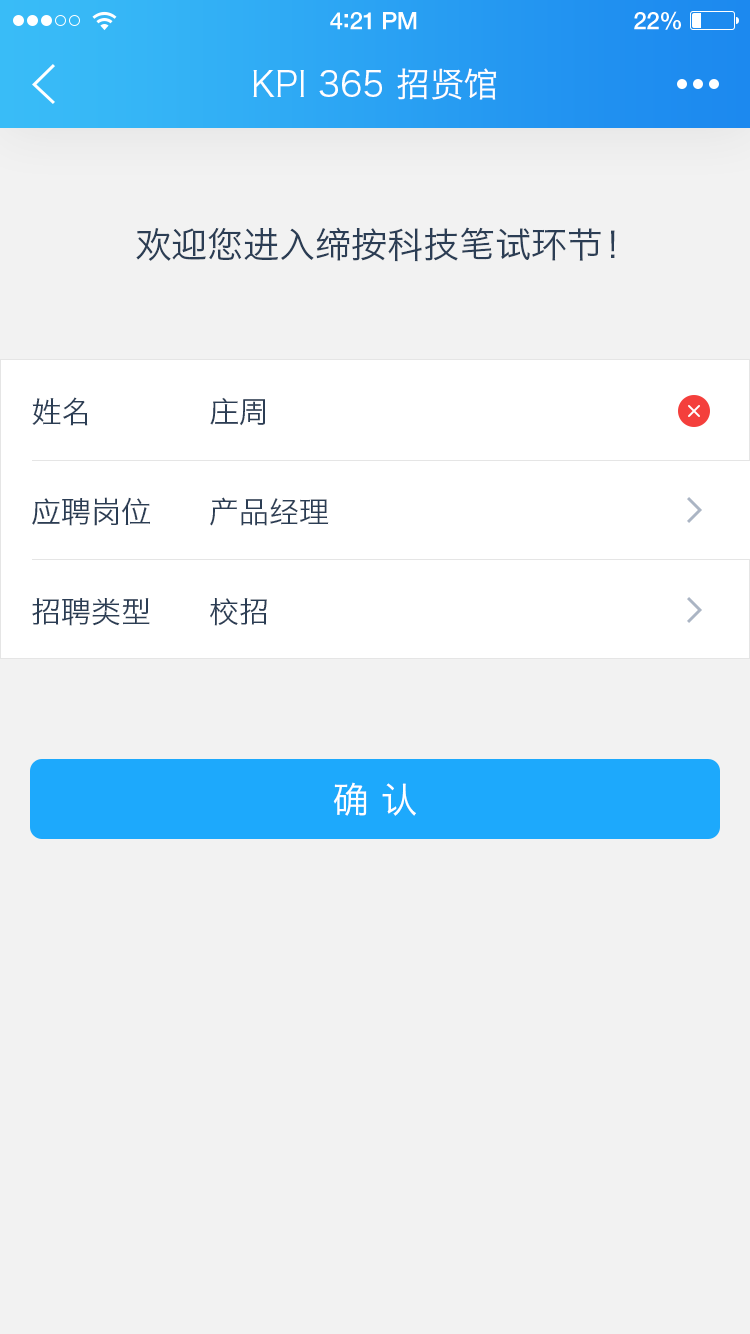 4:21 PM
22%
KPI 365 招贤馆
欢迎您进入缔按科技笔试环节!
姓名 庄周
应聘岗位 产品经理
招聘类型 校招
确 认